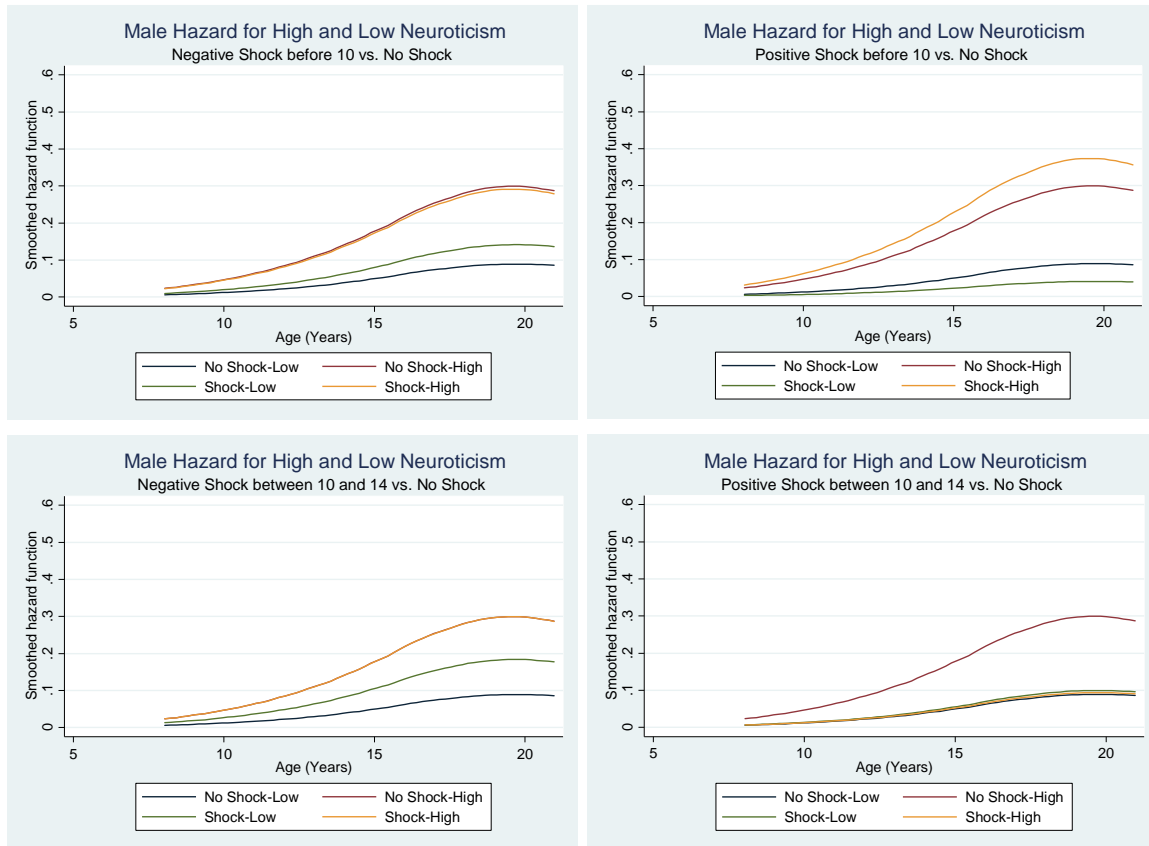 Male Hazard for High and Low Neuroticism
Negative Shock before 10 vs. No Shock
Smoothed hazard function
.6
.5
.4
.3
.2
.1
0
5 10 15 20
Age (Years)
No Shock-Low No Shock-High
Shock-Low Shock-High
Male Hazard for High and Low Neuroticism
Positive Shock before 10 vs. No Shock
Smoothed hazard function
.6
.5
.4
.3
.2
.1
0
5 10 15 20
Age (Years)
No Shock-Low No Shock-High
Shock-Low Shock-High
Male Hazard for High and Low Neuroticism
Negative Shock between 10 and 14 vs. No Shock
Smoothed hazard function
.6
.5
.4
.3
.2
.1
0
5 10 15 20
Age (Years)
No Shock-Low No Shock-High
Shock-Low Shock-High
Male Hazard for High and Low Neuroticism
Positive Shock between 10 and 14 vs. No Shock
Smoothed hazard function
.6
.5
.4
.3
.2
.1
0
5 10 15 20
Age (Years)
No Shock-Low No Shock-High
Shock-Low Shock-High